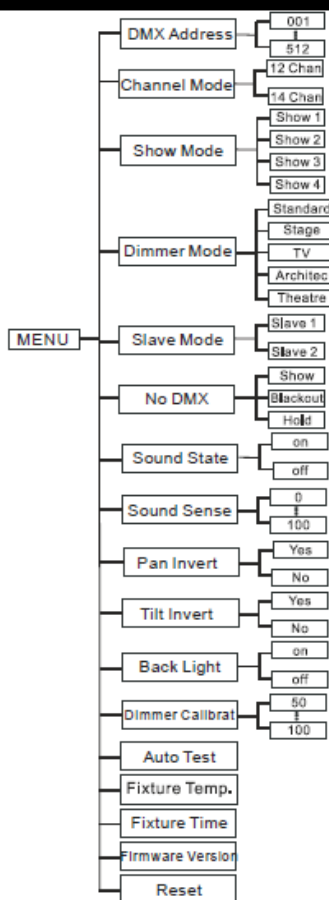 MENU
DMX Address
001
512
Channel Mode
12 Chan
14 Chan
Show Mode
Show 1
Show 2
Show 3
Show 4
Dimmer Mode
Standard
Stage
TV
Architec
Theatre
Slave Mode
Slave 1
Slave 2
No DMX
Show
Blackout
Hold
Sound State
on
off
Sound Sense
0
100
Pan Invert
Yes
No
Tilt Invert
Yes
No
Back Light
on
off
Dimmer Calibrat
50
100
Auto Test
Fixture Temp.
Fixture Time
Firmware Version
Reset